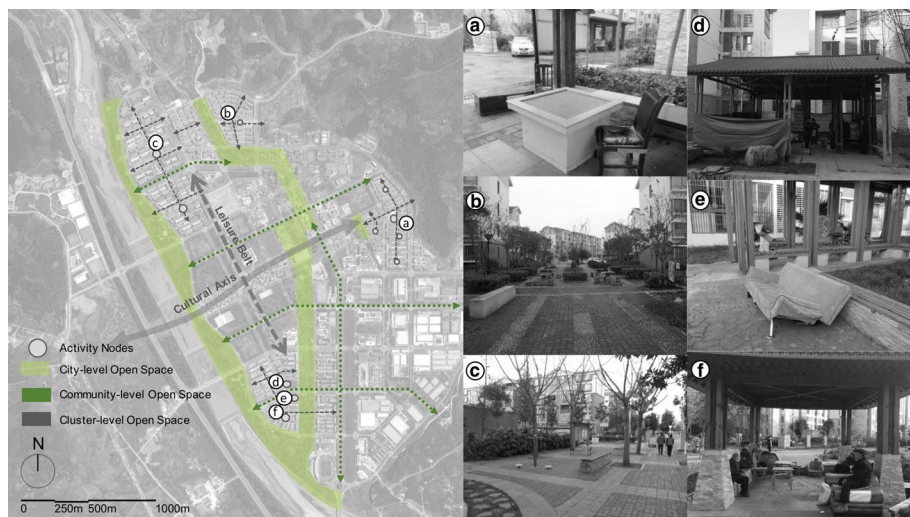 b
c
a
Leisure Belt
Cultural Axis
d
e
f
Activity Nodes
City-level Open Space
Community-level Open Space
Cluster-level Open Space
N
0 250m 500m 1000m
a
d
b
e
c
f